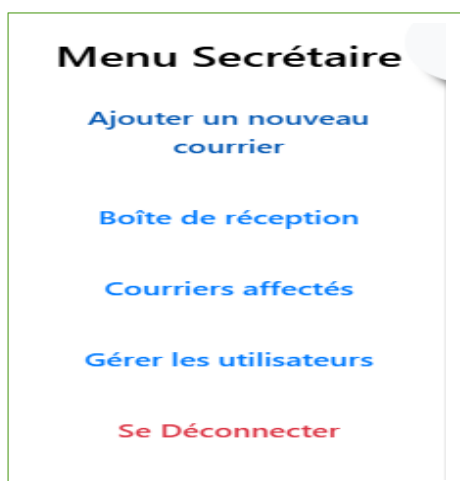 Menu Secrétaire
Ajouter un nouveau
courrier
Boîte de réception
Courriers affectés
Gérer les utilisateurs
Se Déconnecter